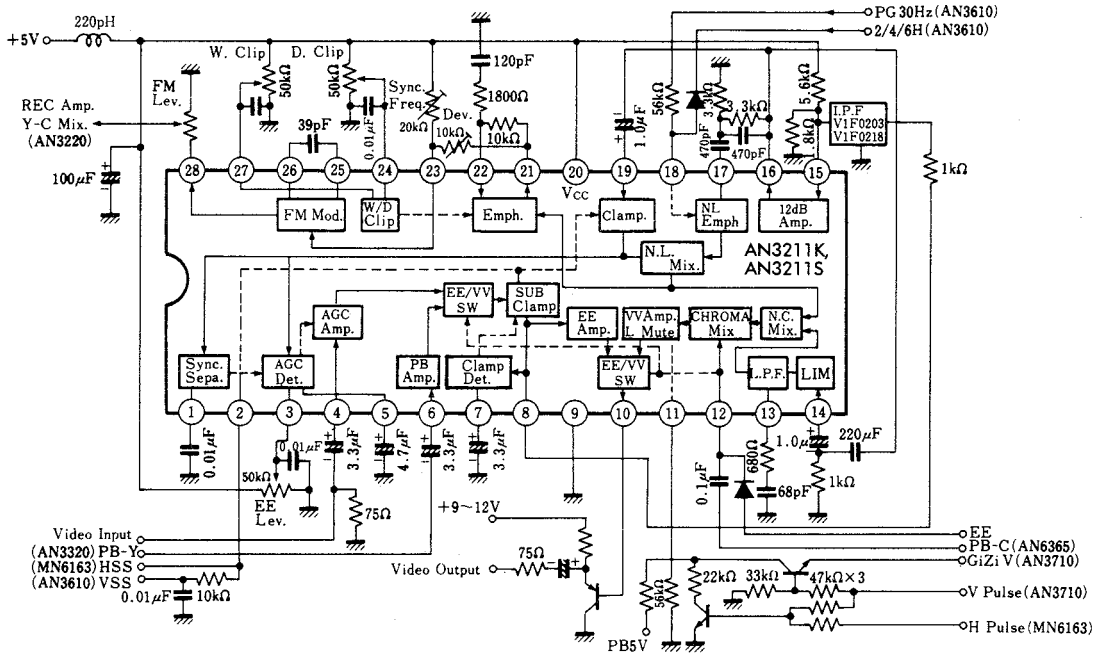 220pH
+5V
PG 30Hz (AN3610)
2/4/6H (AN3610)
W. Clip
D. Clip
50kΩ
50kΩ
Sync.
Freq.
20kΩ
120pF
1800Ω
Dev.
10kΩ
10kΩ
FM
Lev.
REC Amp.
Y-C Mix.
(AN3220)
39pF
0.01μF
1.0μF
56kΩ
3.3kΩ
3.3kΩ
470pF
470pF
5.6kΩ
.8kΩ
I.P.F
V1F0203
V1F0218
1kΩ
100μF
28
27
26
25
24
23
22
21
20
19
18
17
16
15
VCC
FM Mod.
W/D
Clip
Emph.
Clamp.
NL
Emph
12dB
Amp.
N.L.
Mix.
AN3211K,
AN3211S
AGC
Amp.
EE/VV
SW
SUB
Clamp
EE
Amp.
VVAmp.
L Mute
CHROMA
Mix
N.C.
Mix.
Sync.
Sepa.
AGC
Det.
PB
Amp.
Clamp
Det.
EE/VV
SW
L.P.F.
LIM
1
2
3
4
5
6
7
8
9
10
11
12
13
14
0.01μF
0.01μF
3.3μF
4.7μF
3.3μF
3.3μF
0.1μF
680Ω
68pF
1.0μ
220μF
1kΩ
50kΩ
EE
Lev.
75Ω
Video Input
(AN3320) PB-Y
(MN6163) HSS
(AN3610) VSS
0.01μF
10kΩ
+9~12V
Video Output
75Ω
56kΩ
PB5V
22kΩ
33kΩ
47kΩ×3
EE
PB-C (AN6365)
GiZi V (AN3710)
V Pulse (AN3710)
H Pulse (MN6163)